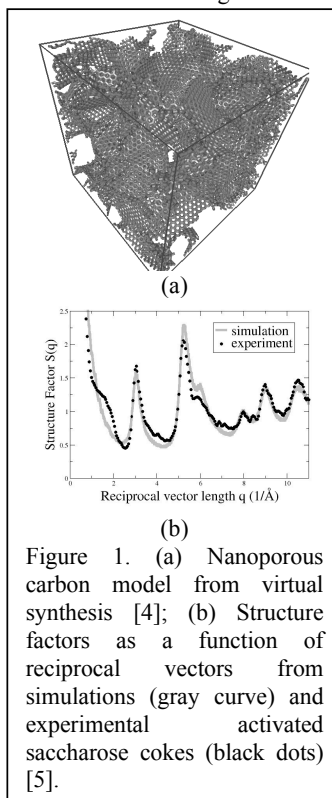 (a)
2.5
2
1.5
1
0.5
0
Structure Factor S(q)
simulation
experiment
0 2 4 6 8 10
Reciprocal vector length q (1/Å)
(b)
Figure 1. (a) Nanoporous
carbon model from virtual
synthesis [4]; (b) Structure
factors as a function of
reciprocal vectors from
simulations (gray curve) and
experimental activated
saccharose cokes (black dots)
[5].